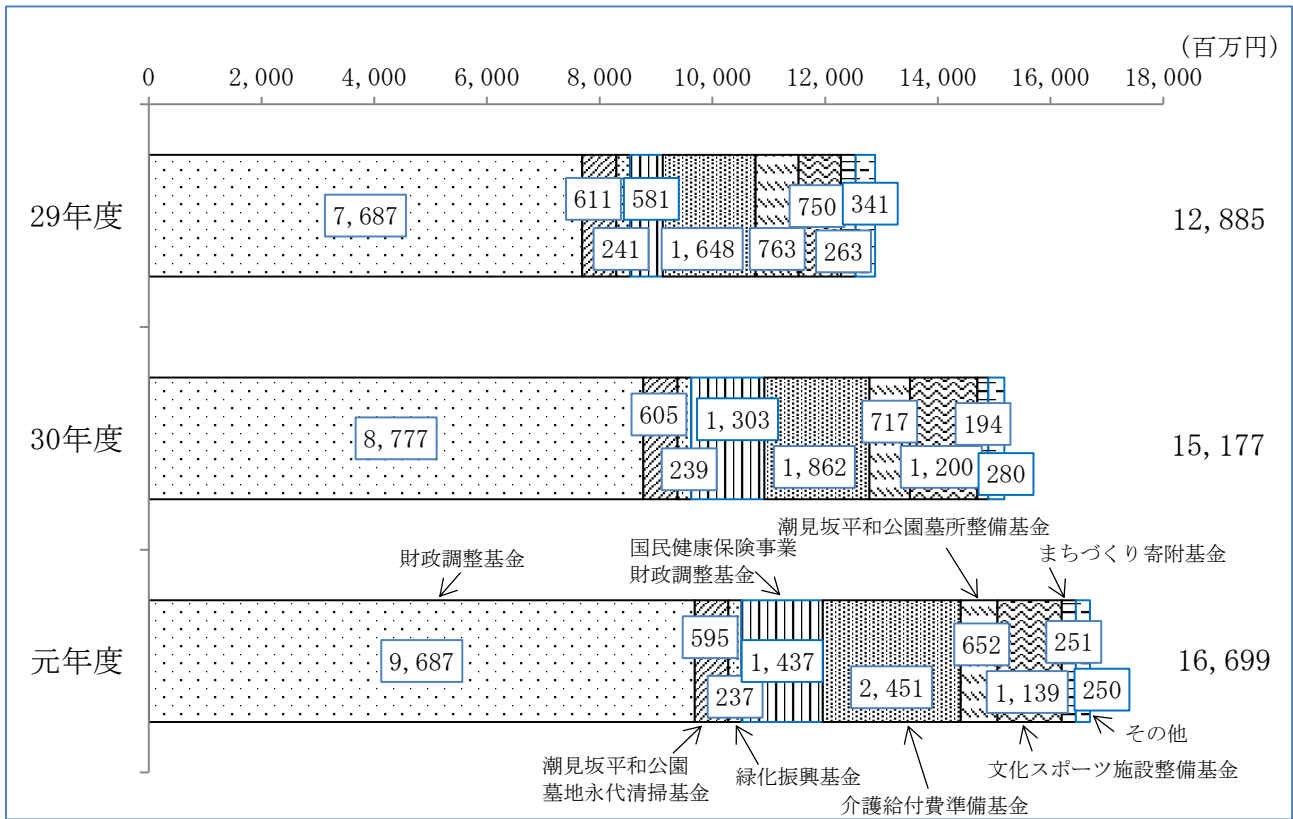 (百万円)
0 2,000 4,000 6,000 8,000 10,000 12,000 14,000 16,000 18,000
29年度
7,687
611
241
581
1,648
763
750
263
341
12,885
30年度
8,777
605
239
1,303
1,862
717
1,200
194
280
15,177
財政調整基金
国民健康保険事業
財政調整基金
潮見坂平和公園墓所整備基金
まちづくり寄附基金
元年度
9,687
595
237
1,437
2,451
652
1,139
251
250
16,699
潮見坂平和公園
墓地永代清掃基金
緑化振興基金
介護給付費準備基金
文化スポーツ施設整備基金
その他